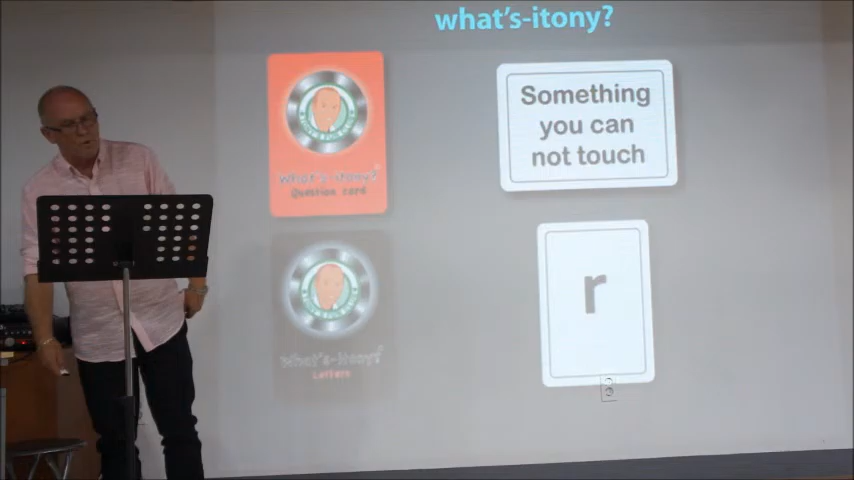 what's-itony?
what's-itony?
Question card
Something
you can
not touch
what's-itony?
Letters
r